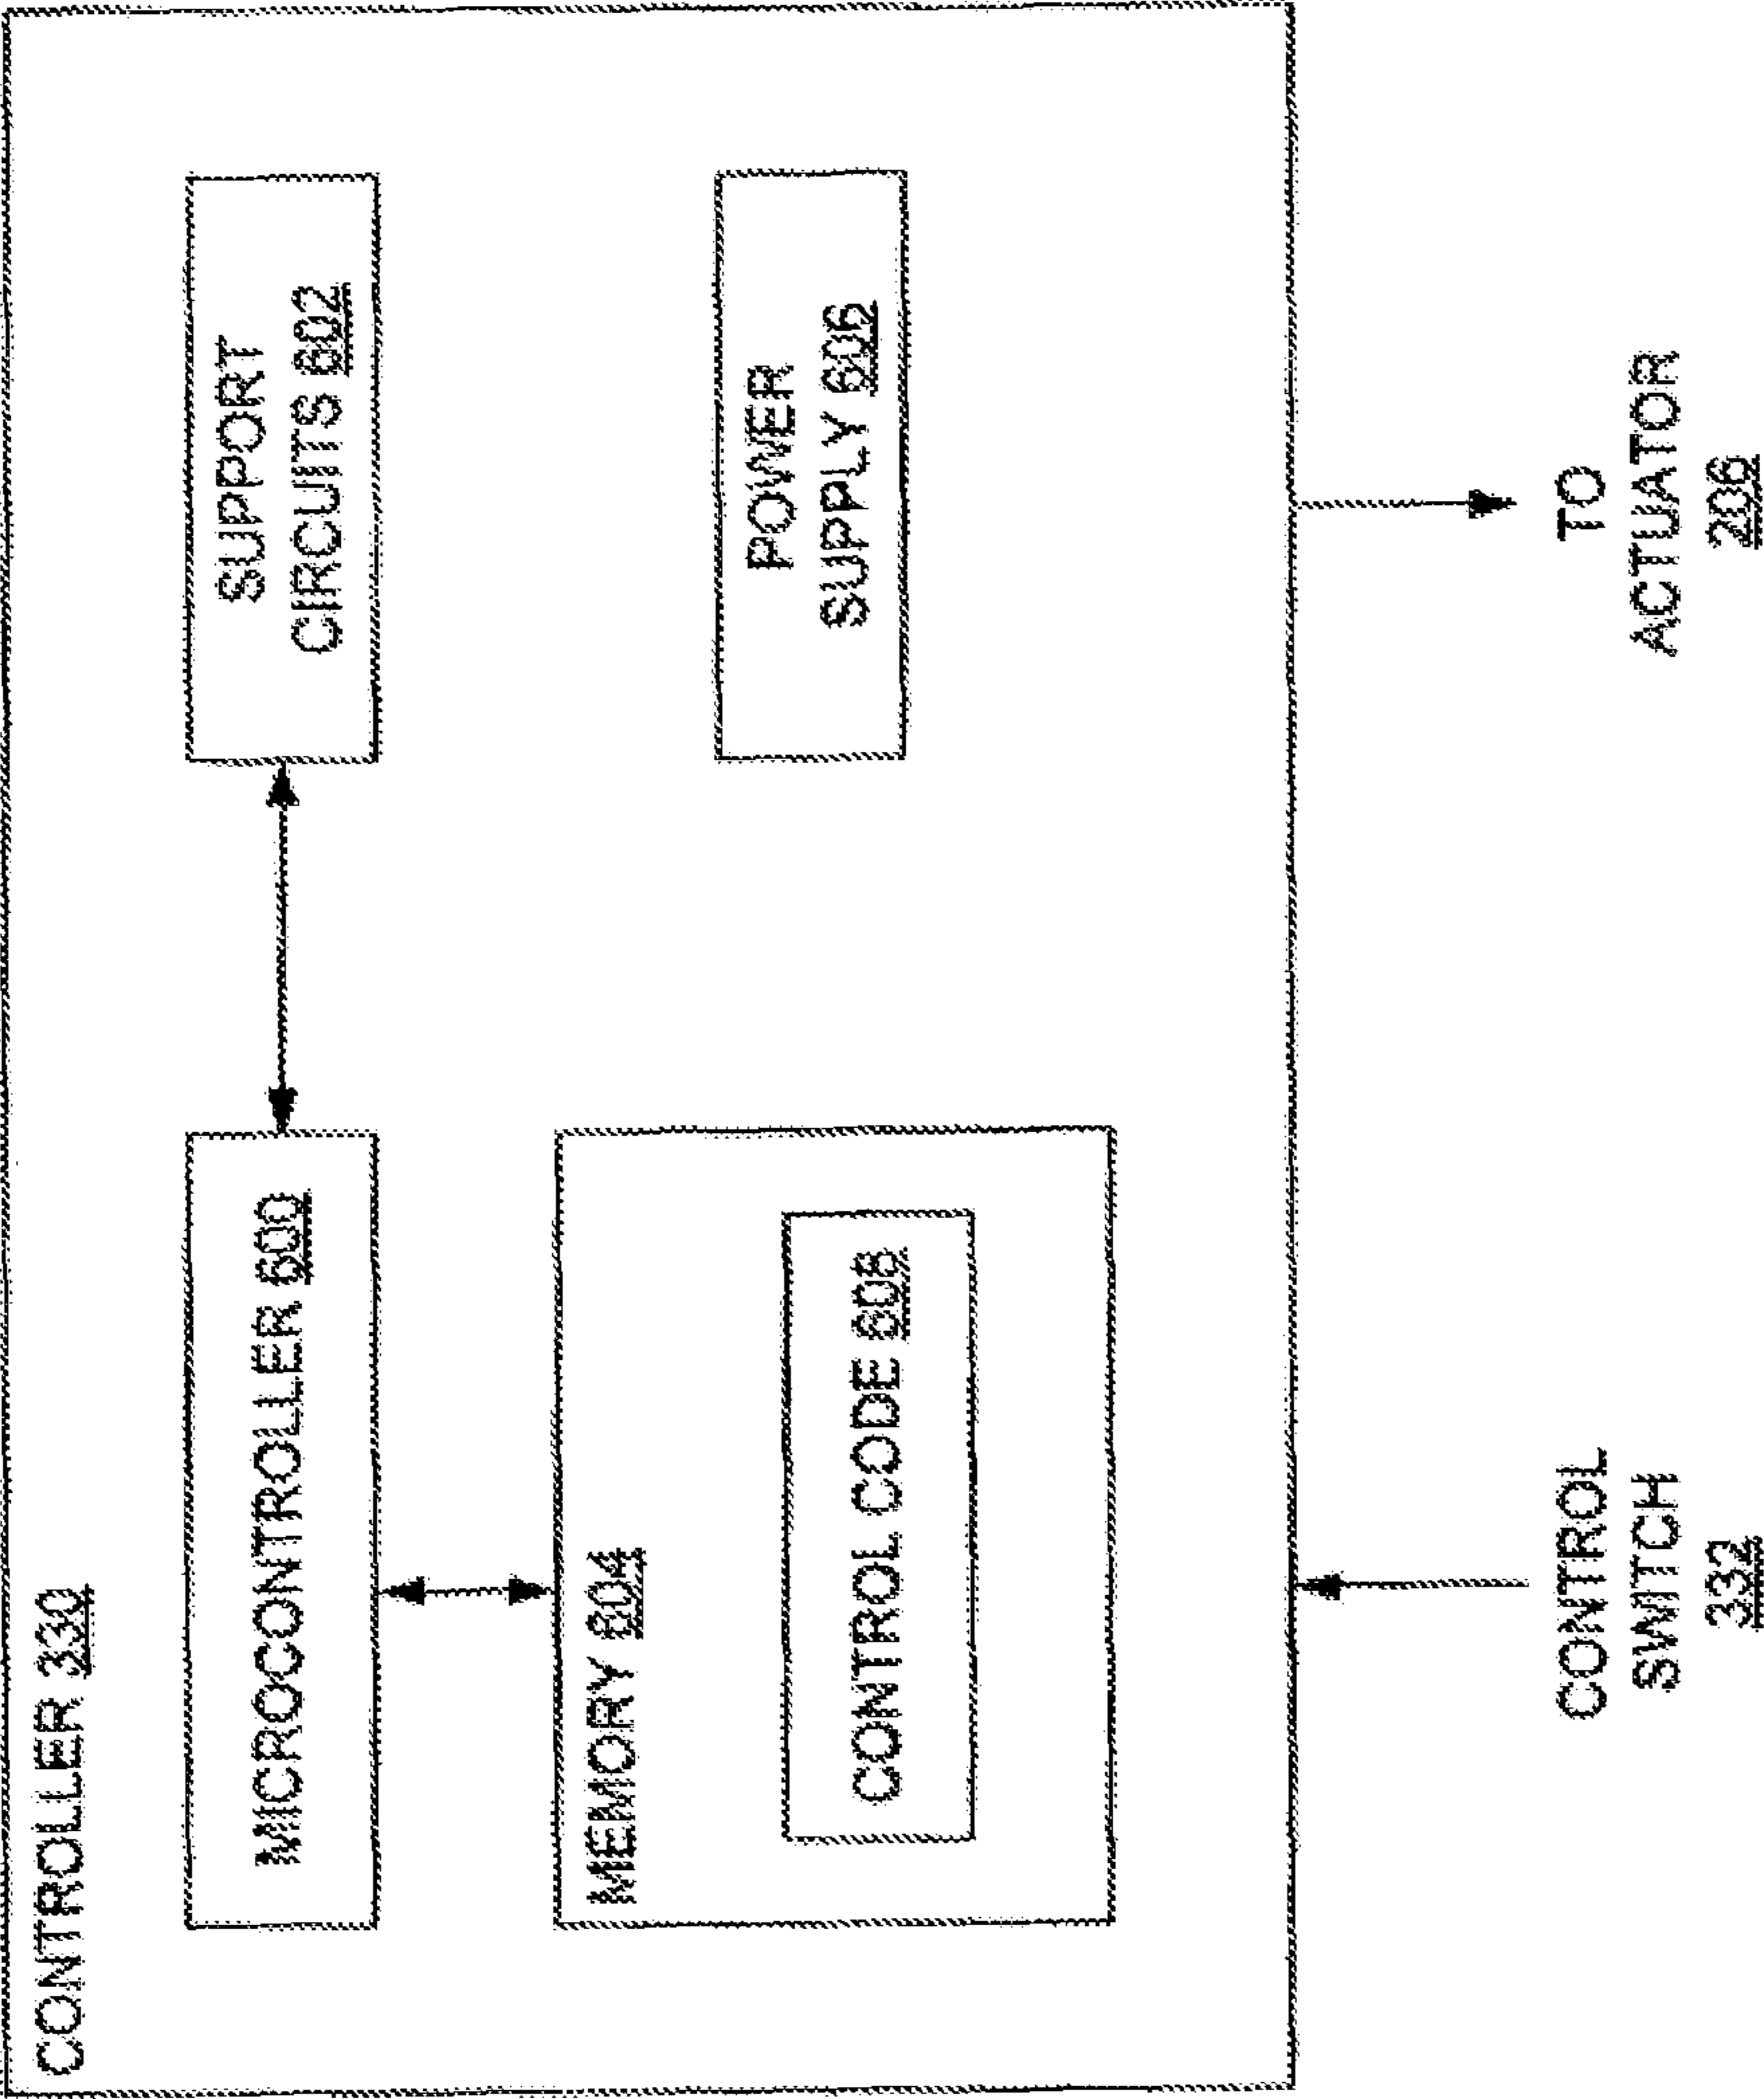 CONTROLLER 330
MICROCONTROLLER 600
SUPPORT
CIRCUITS 602
MEMORY 604
CONTROL CODE 608
POWER
SUPPLY 606
CONTROL
SWITCH
332
TO
ACTUATOR
206